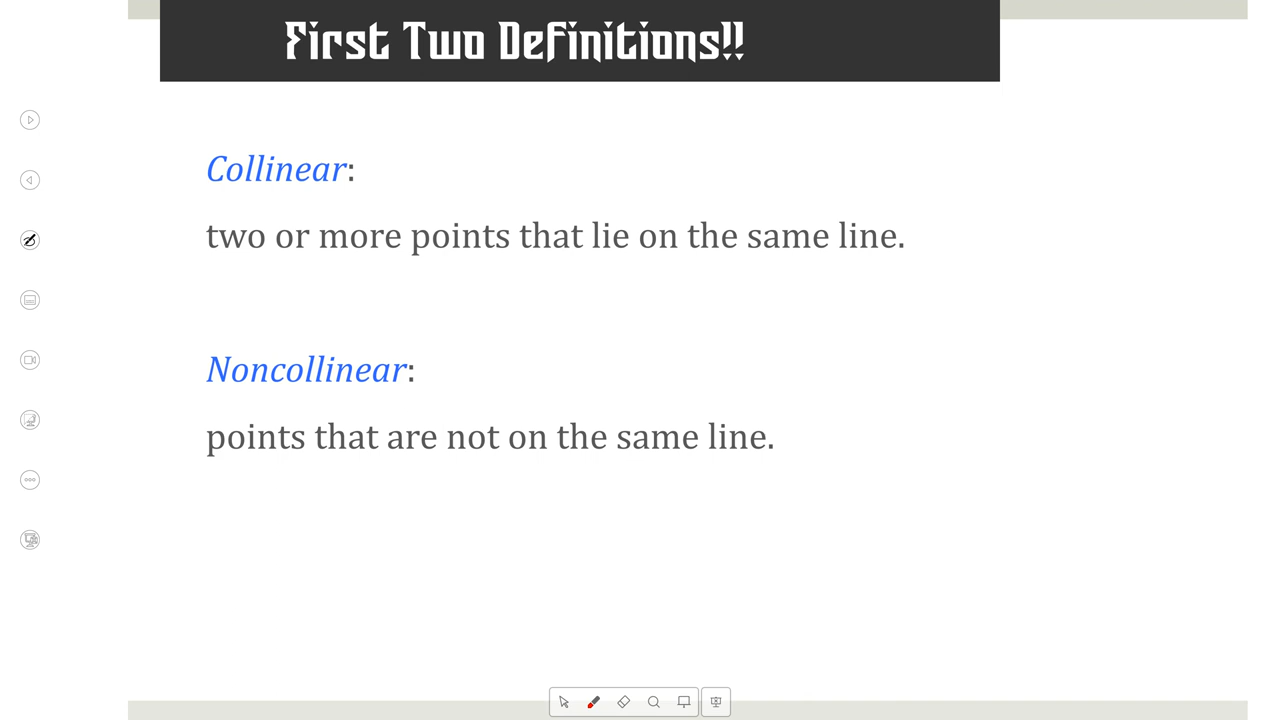 First Two Definitions!!
Collinear:
two or more points that lie on the same line.
Noncollinear:
points that are not on the same line.